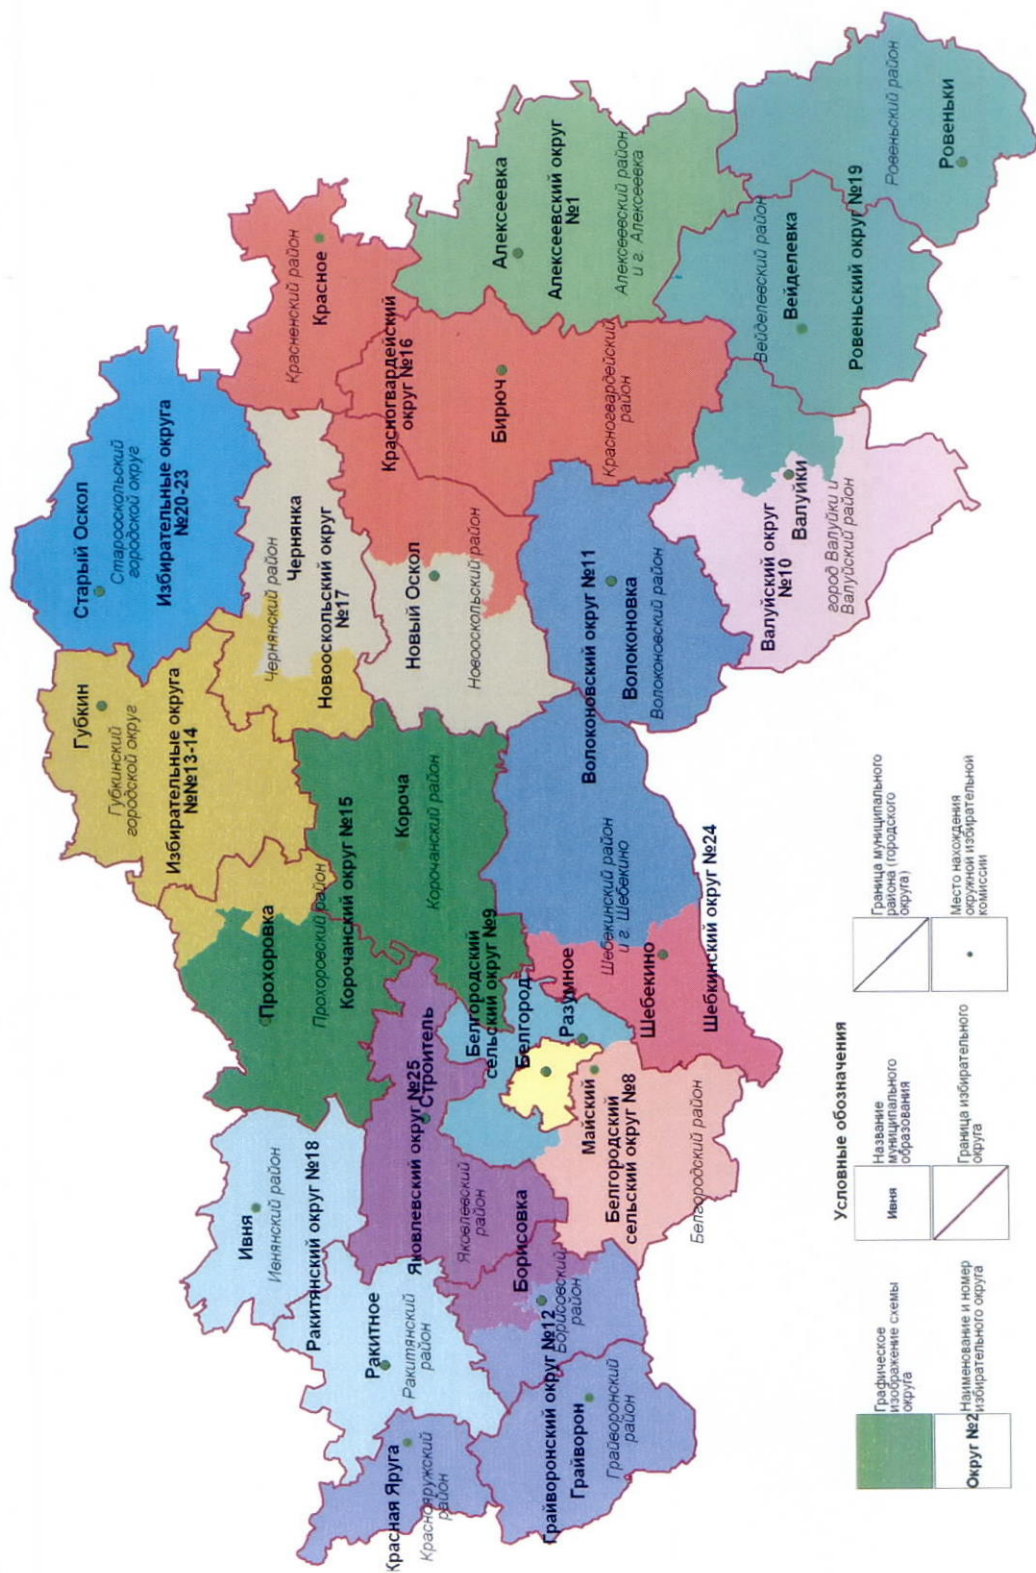 Старый Оскол
Старооскольский
городской округ
Избирательные округа
№20-23
Губкин
Губкинский
городской округ
Избирательные округа
№№13-14
Красненский район
Красное
Чернянский район
Чернянка
Новооскольский округ
№17
Красногвардейский
округ №16
Бирюч
Красногвардейский
район
Алексеевка
Алексеевский округ
№1
Алексеевский район
и г. Алексеевка
Новый Оскол
Новооскольский район
Прохоровка
Прохоровский район
Корочанский округ №15
Короча
Корочанский район
Ивня
Ивнянский район
Ракитянский округ №18
Ракитное
Ракитянский
район
Красная Яруга
Краснояружский
район
Яковлевский округ №25
Строитель
Яковлевский
район
Белгородский
сельский округ №9
Белгород
Разумное
Майский
Белгородский
сельский округ №8
Белгородский район
Борисовка
Борисовский
район
Грайворонский округ №12
Грайворон
Грайворонский
район
Шебекинский район
и г. Шебекино
Шебекино
Шебкинский округ №24
Волоконовский округ №11
Волоконовка
Волоконовский район
Валуйский округ
№10
Валуйки
город Валуйки и
Валуйский район
Вейделевский район
Вейделевка
Ровеньский округ №19
Ровеньский район
Ровеньки
Условные обозначения
Графическое
изображение схемы
округа
Ивня
Название
муниципального
образования
Граница муниципального
района (городского
округа)
Округ №2
Наименование и номер
избирательного округа
Граница избирательного
округа
Место нахождения
окружной избирательной
комиссии